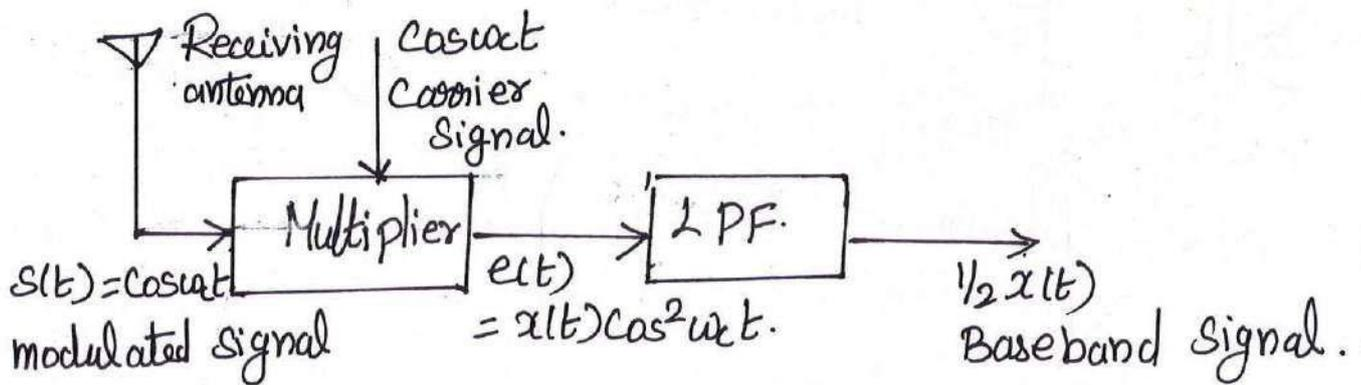 Receiving
antenna
Cosωct
Carrier
Signal.
Multiplier
LPF.
S(t)=Cosωct
modulated Signal
e(t)
= x(t)Cos²ωct.
1/2 x(t)
Baseband Signal.